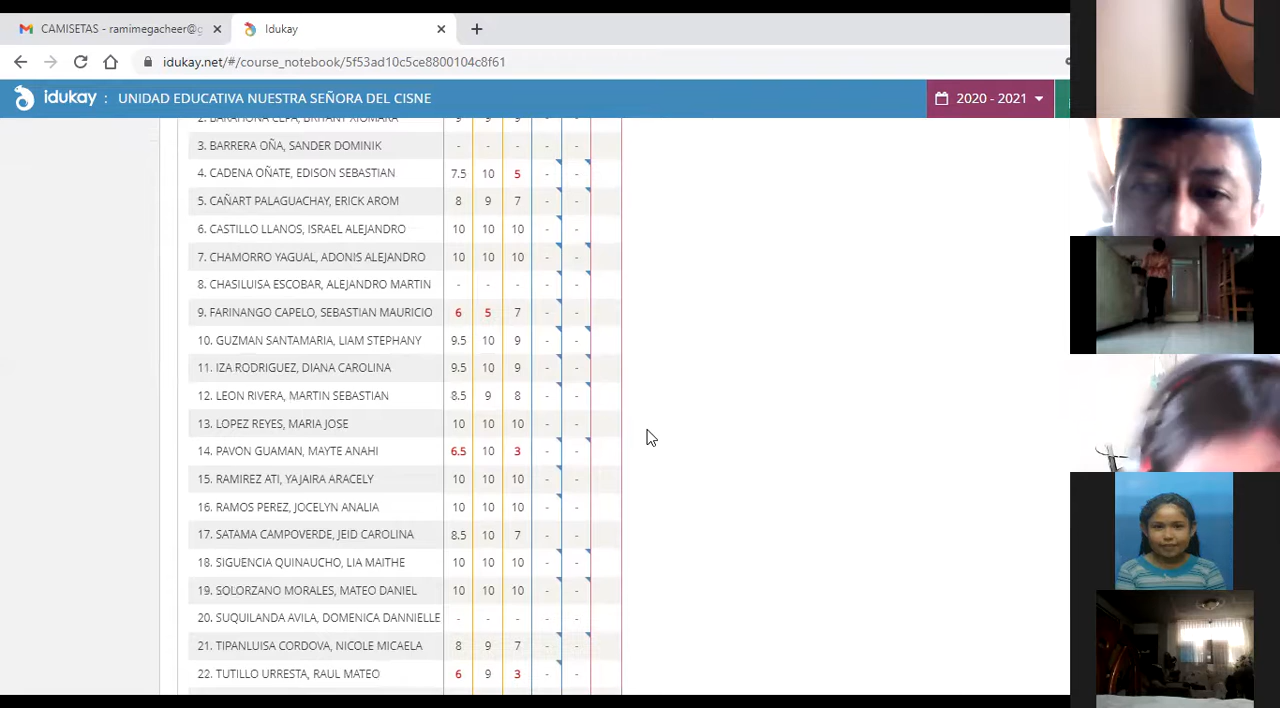 CAMISETAS - ramimegacheer@g
Idukay
idukay.net/#/course_notebook/5f53ad10c5ce8800104c8f61
idukay : UNIDAD EDUCATIVA NUESTRA SEÑORA DEL CISNE 2020 - 2021
2. BARAHONA CEPA, BRITANY XIOMARA 9 9 9
3. BARRERA OÑA, SANDER DOMINIK - - - - -
4. CADENA OÑATE, EDISON SEBASTIAN 7.5 10 5 - -
5. CAÑART PALAGUACHAY, ERICK AROM 8 9 7 - -
6. CASTILLO LLANOS, ISRAEL ALEJANDRO 10 10 10 - -
7. CHAMORRO YAGUAL, ADONIS ALEJANDRO 10 10 10 - -
8. CHASILUISA ESCOBAR, ALEJANDRO MARTIN - - - - -
9. FARINANGO CAPELO, SEBASTIAN MAURICIO 6 5 7 - -
10. GUZMAN SANTAMARIA, LIAM STEPHANY 9.5 10 9 - -
11. IZA RODRIGUEZ, DIANA CAROLINA 9.5 10 9 - -
12. LEON RIVERA, MARTIN SEBASTIAN 8.5 9 8 - -
13. LOPEZ REYES, MARIA JOSE 10 10 10 - -
14. PAVON GUAMAN, MAYTE ANAHI 6.5 10 3 - -
15. RAMIREZ ATI, YAJAIRA ARACELY 10 10 10 - -
16. RAMOS PEREZ, JOCELYN ANALIA 10 10 10 - -
17. SATAMA CAMPOVERDE, JEID CAROLINA 8.5 10 7 - -
18. SIGUENCIA QUINAUCHO, LIA MAITHE 10 10 10 - -
19. SOLORZANO MORALES, MATEO DANIEL 10 10 10 - -
20. SUQUILANDA AVILA, DOMENICA DANNIELLE - - - - -
21. TIPANLUISA CORDOVA, NICOLE MICAELA 8 9 7 - -
22. TUTILLO URRESTA, RAUL MATEO 6 9 3 - -